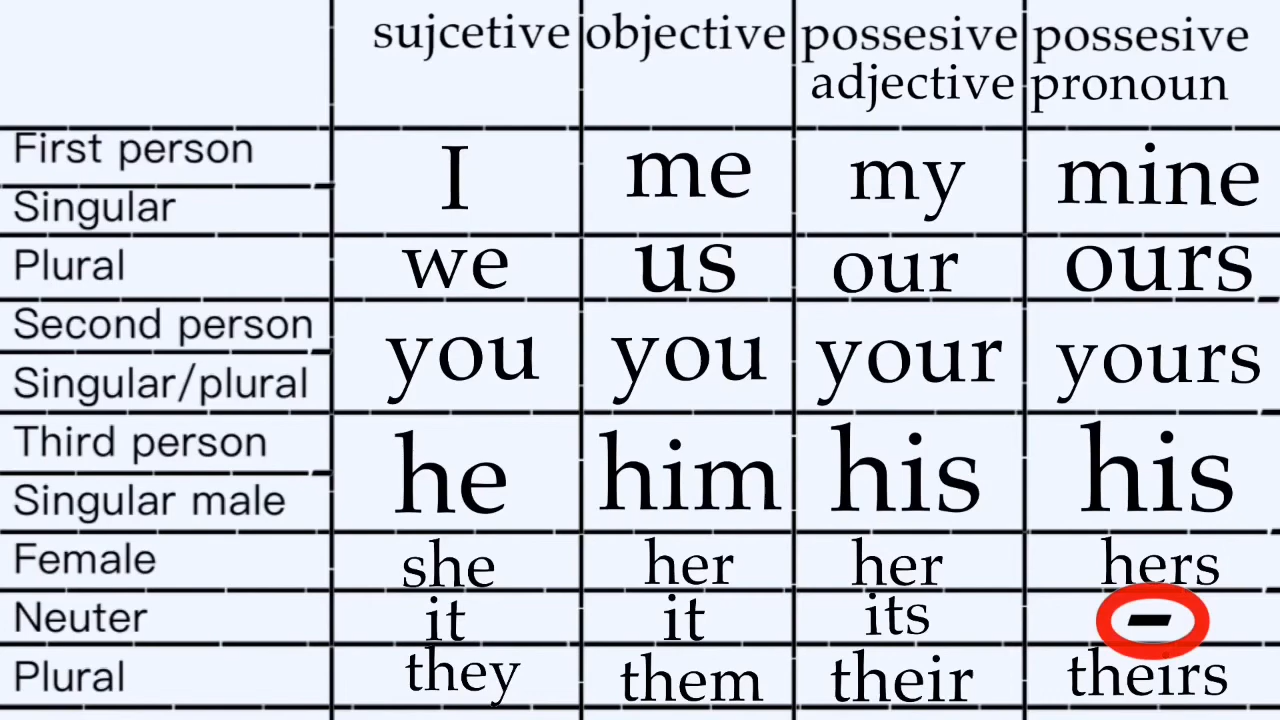 sujcetive objective possesive possesive
adjective pronoun
First person
Singular I me my mine
Plural we us our ours
Second person
Singular/plural you you your yours
Third person
Singular male he him his his
Female she her her hers
Neuter it it its -
Plural they them their theirs